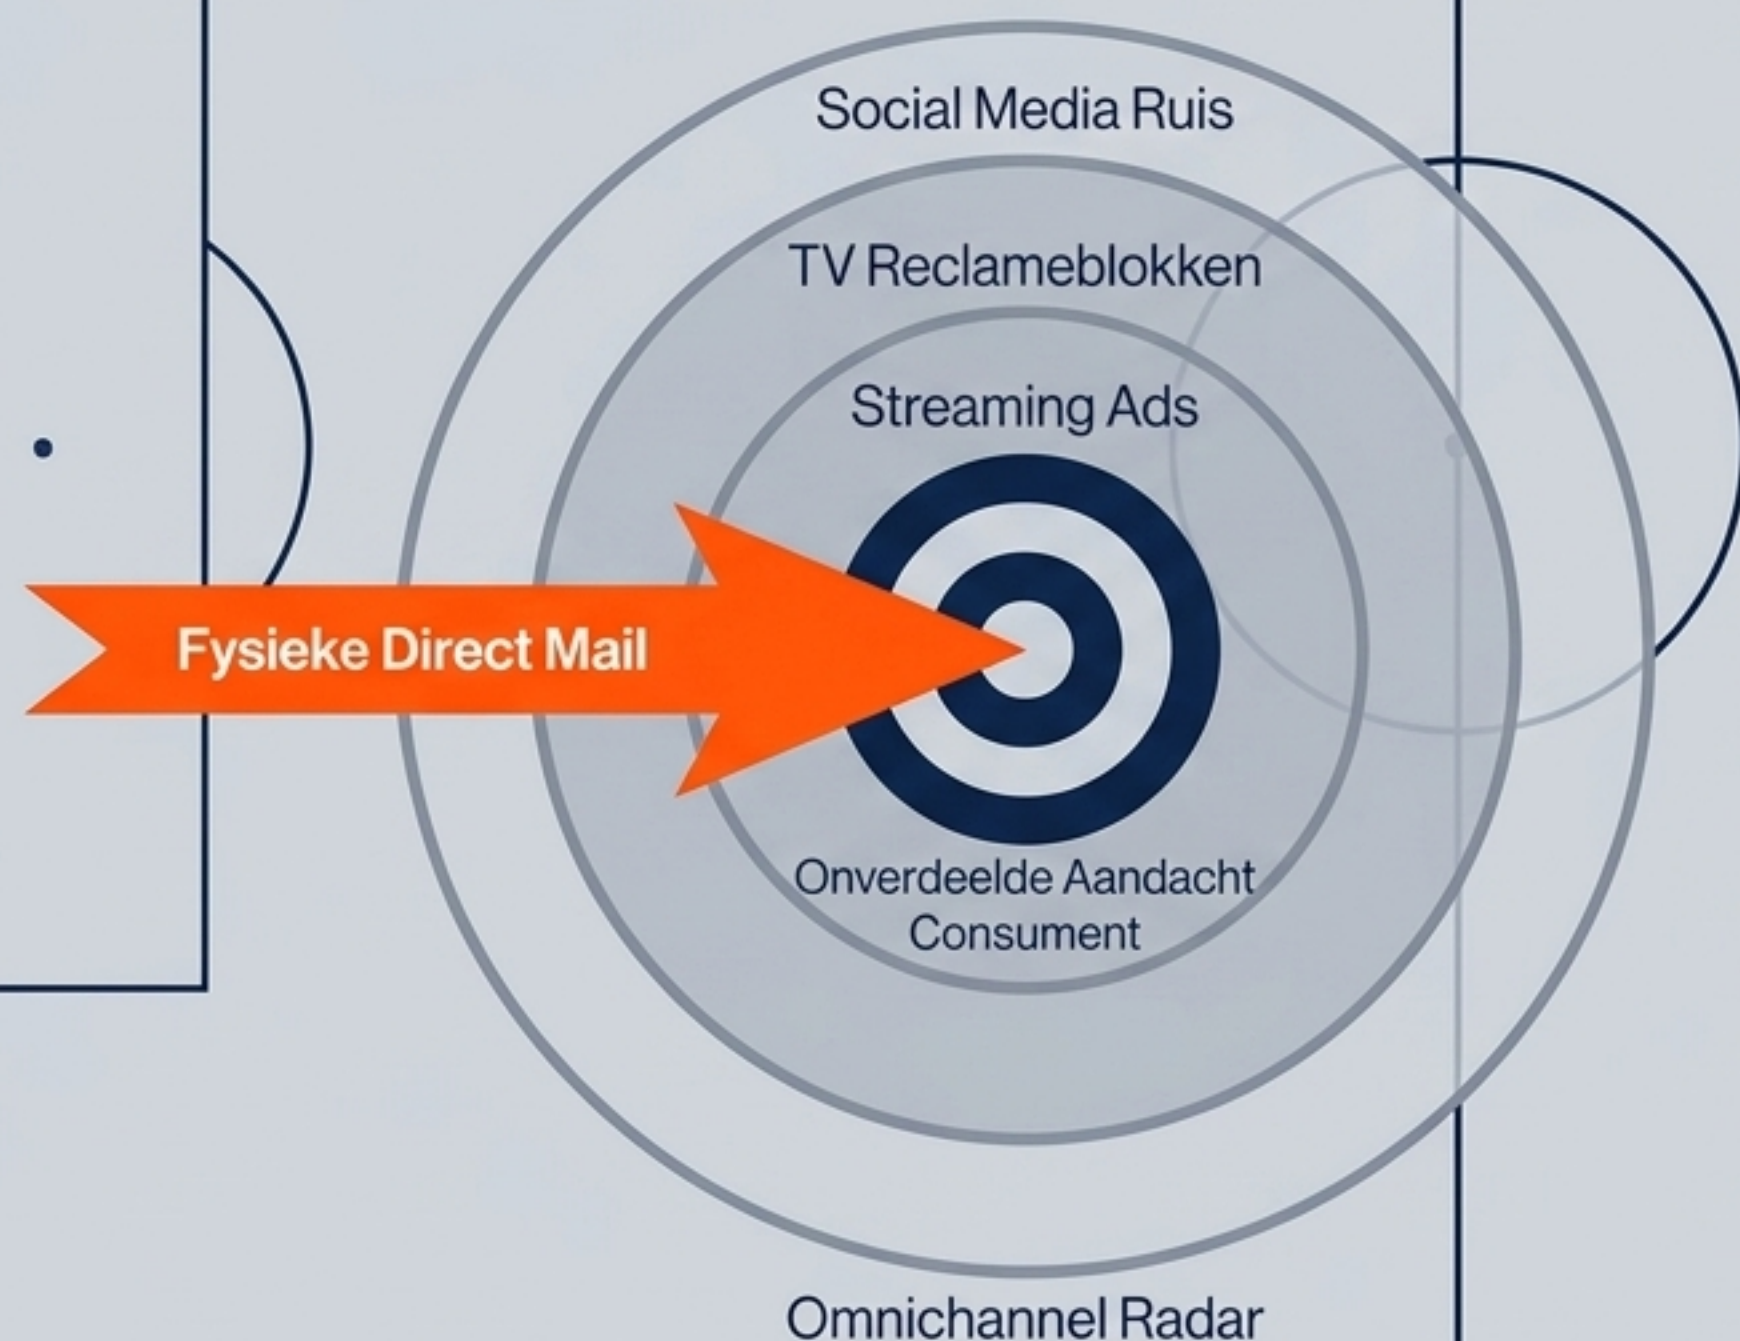 Social Media Ruis
TV Reclameblokken
Streaming Ads
Fysieke Direct Mail
Onverdeelde Aandacht
Consument
Omnichannel Radar